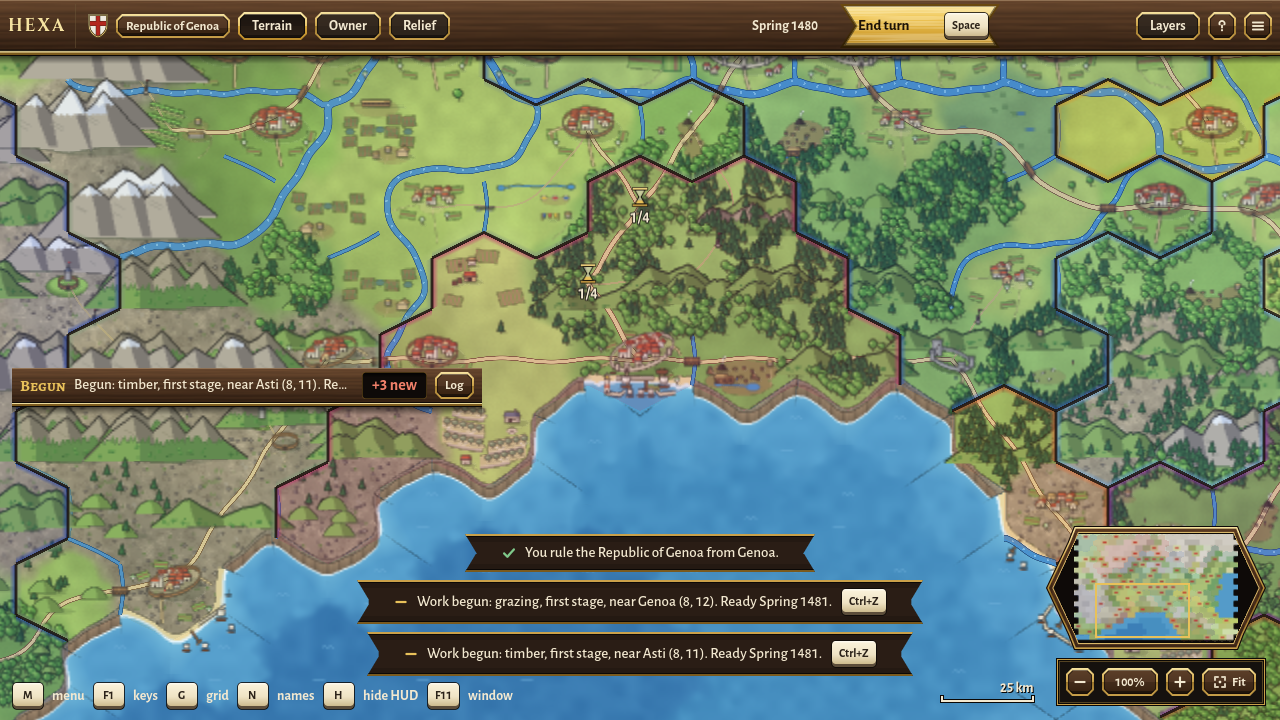 HEXA
Republic of Genoa
Terrain
Owner
Relief
Spring 1480
End turn
Space
Layers
?
1/4
1/4
BEGUN Begun: timber, first stage, near Asti (8, 11). Re... +3 new Log
You rule the Republic of Genoa from Genoa.
Work begun: grazing, first stage, near Genoa (8, 12). Ready Spring 1481. Ctrl+Z
Work begun: timber, first stage, near Asti (8, 11). Ready Spring 1481. Ctrl+Z
M menu F1 keys G grid N names H hide HUD F11 window
25 km
− 100% + Fit